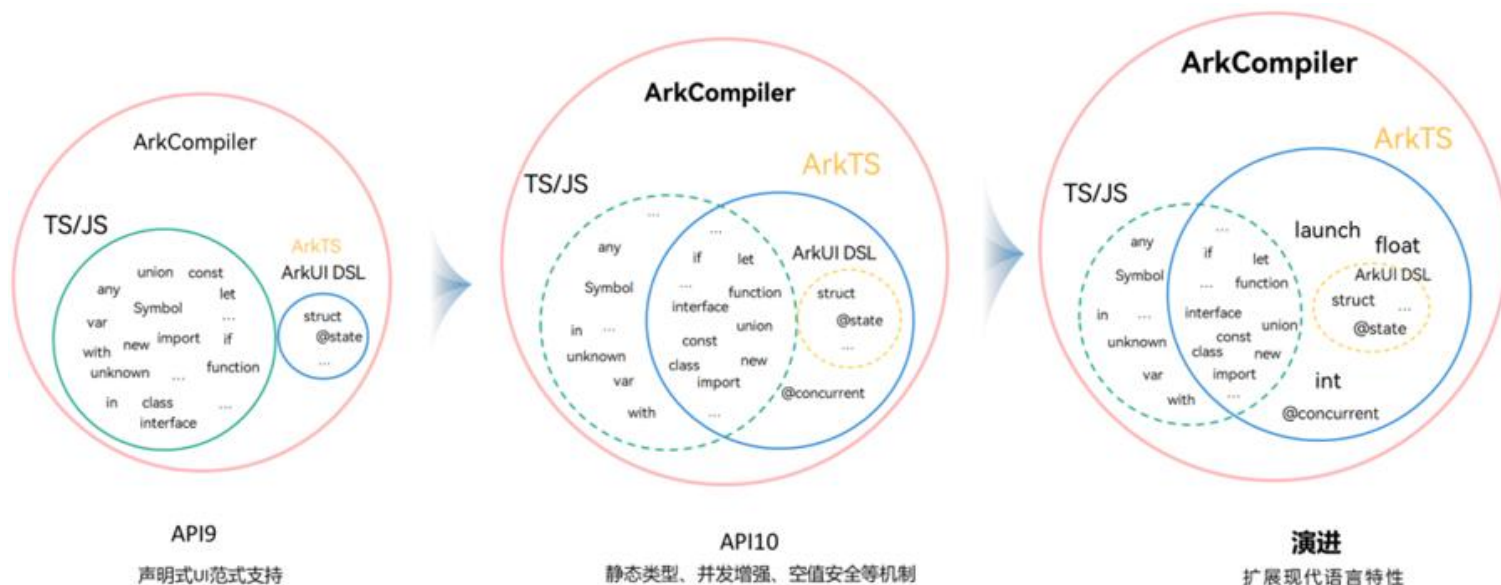 ArkCompiler
TS/JS
ArkTS
ArkUI DSL
union const
any
let
Symbol
...
var
struct
@state
new import if
with
...
unknown ... function
in class ...
interface
API9
声明式UI范式支持
ArkCompiler
ArkTS
TS/JS
...
...
any
if let
ArkUI DSL
Symbol
...
function
struct
interface
@state
in ...
union
const
...
unknown
class new
var
import
@concurrent
with
...
API10
静态类型、并发增强、空值安全等机制
ArkCompiler
ArkTS
TS/JS
...
launch
any
if let
float
Symbol
...
function
ArkUI DSL
struct ...
in ...
interface
union
@state
const
unknown
class new
var
import
int
with
...
@concurrent
演进
扩展现代语言特性